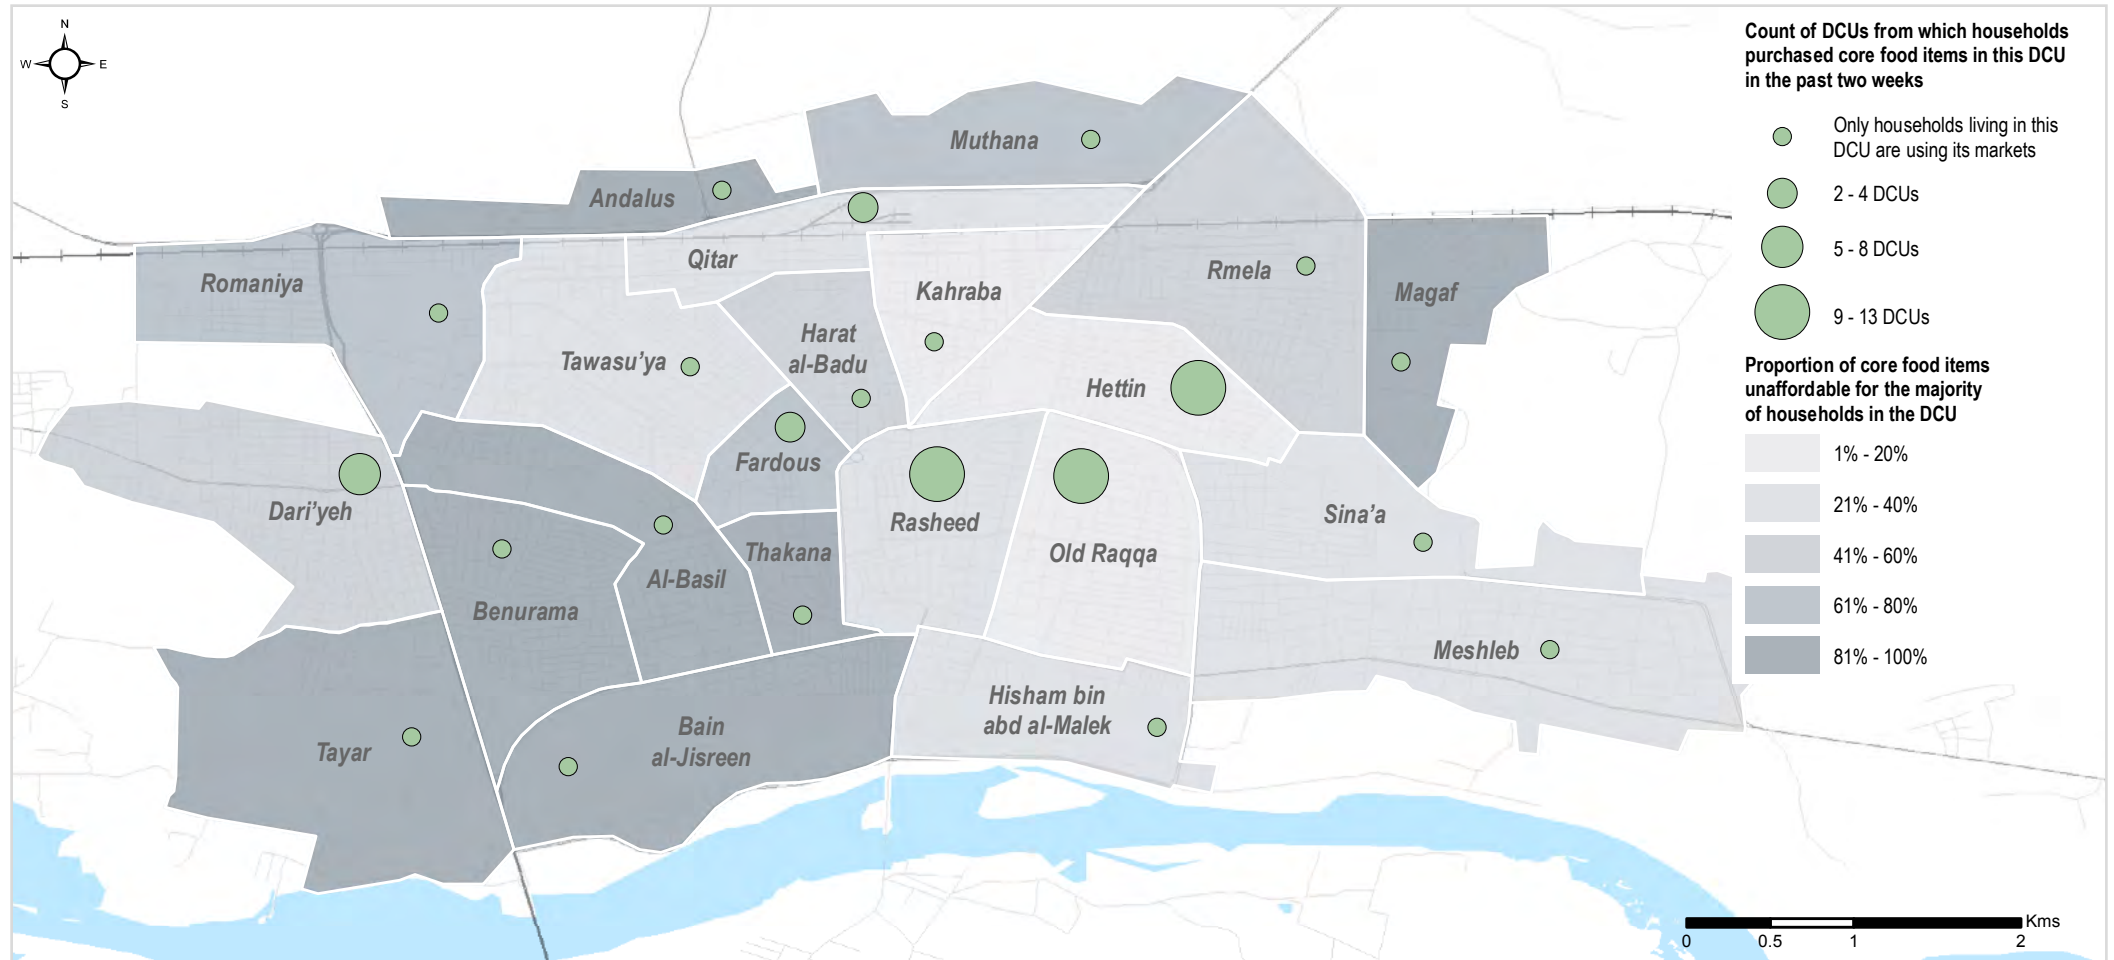 N
W
E
S
Muthana
Andalus
Qitar
Romaniya
Kahraba
Rmela
Magaf
Harat
al-Badu
Tawasu'ya
Hettin
Fardous
Dari'yeh
Rasheed
Sina'a
Thakana
Old Raqqa
Al-Basil
Benurama
Meshleb
Hisham bin
abd al-Malek
Bain
al-Jisreen
Tayar
Count of DCUs from which households
purchased core food items in this DCU
in the past two weeks
Only households living in this
DCU are using its markets
2 - 4 DCUs
5 - 8 DCUs
9 - 13 DCUs
Proportion of core food items
unaffordable for the majority
of households in the DCU
1% - 20%
21% - 40%
41% - 60%
61% - 80%
81% - 100%
Kms
0 0.5 1 2